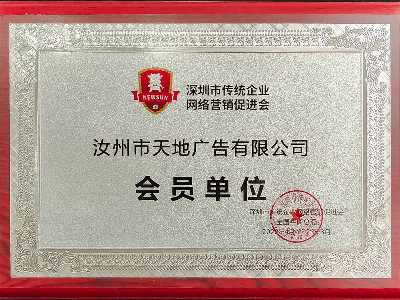 NEWSUN
深圳市传统企业
网络营销促进会
汝州市天地广告有限公司
会员单位